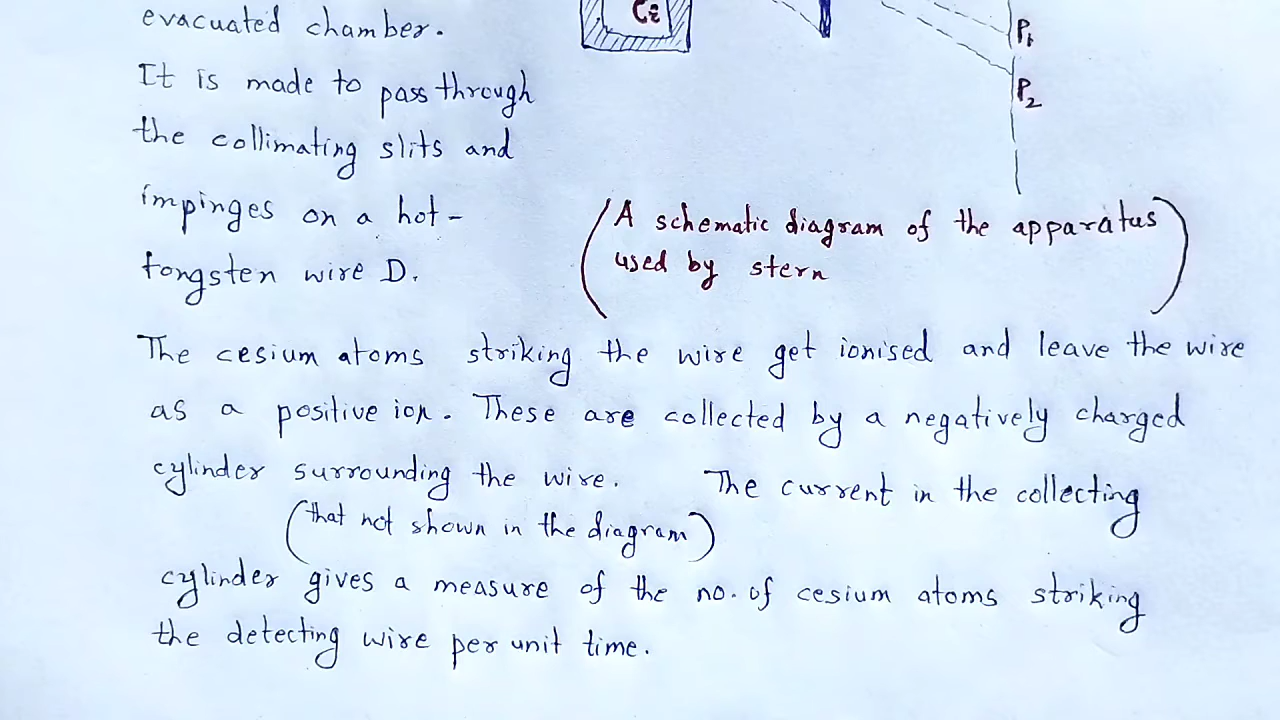 evacuated chamber.
It is made to pass through
the collimating slits and
impinges on a hot-
tongsten wire D.
Ce
P1
P2
(A schematic diagram of the apparatus
used by stern)
The cesium atoms striking the wire get ionised and leave the wire
as a positive ion. These are collected by a negatively charged
cylinder surrounding the wire. The current in the collecting
(that not shown in the diagram)
cylinder gives a measure of the no. of cesium atoms striking
the detecting wire per unit time.